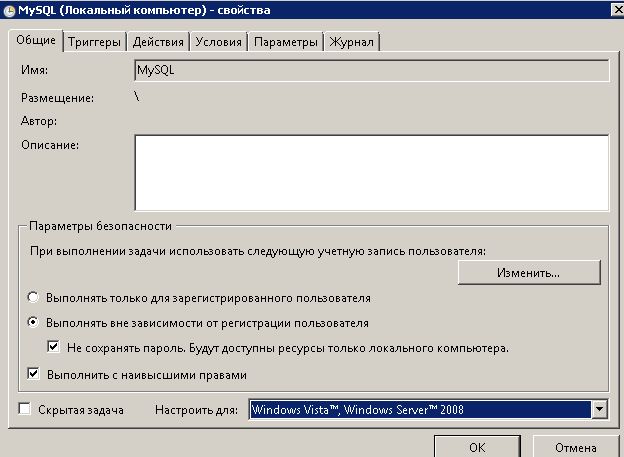 MySQL (Локальный компьютер) - свойства
Общие Триггеры Действия Условия Параметры Журнал
Имя: MySQL
Размещение: \
Автор:
Описание:
Параметры безопасности
При выполнении задачи использовать следующую учетную запись пользователя:
Изменить...
Выполнять только для зарегистрированного пользователя
Выполнять вне зависимости от регистрации пользователя
Не сохранять пароль. Будут доступны ресурсы только локального компьютера.
Выполнить с наивысшими правами
Скрытая задача Настроить для: Windows Vista™, Windows Server™ 2008
OK Отмена